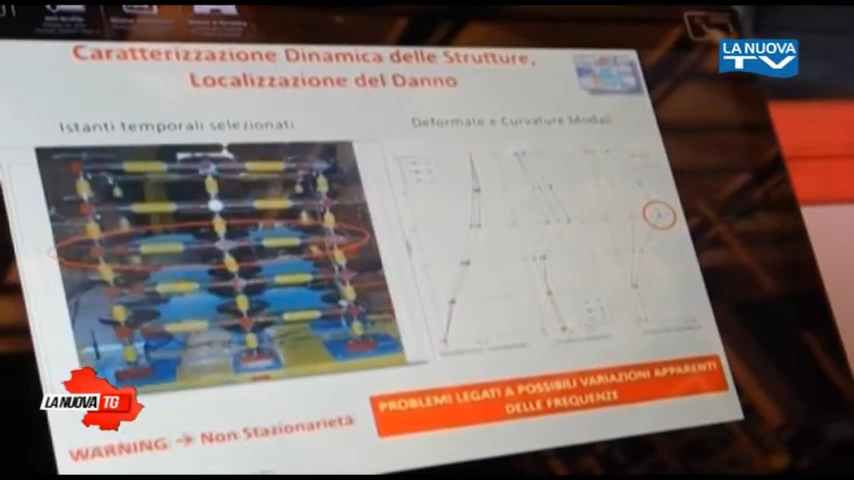 LA NUOVA
TV
Caratterizzazione Dinamica delle Strutture,
Localizzazione del Danno
Istanti temporali selezionati
Deformate e Curvature Modali
PROBLEMI LEGATI A POSSIBILI VARIAZIONI APPARENTI
DELLE FREQUENZE
WARNING → Non Stazionarietà
LA NUOVA TG